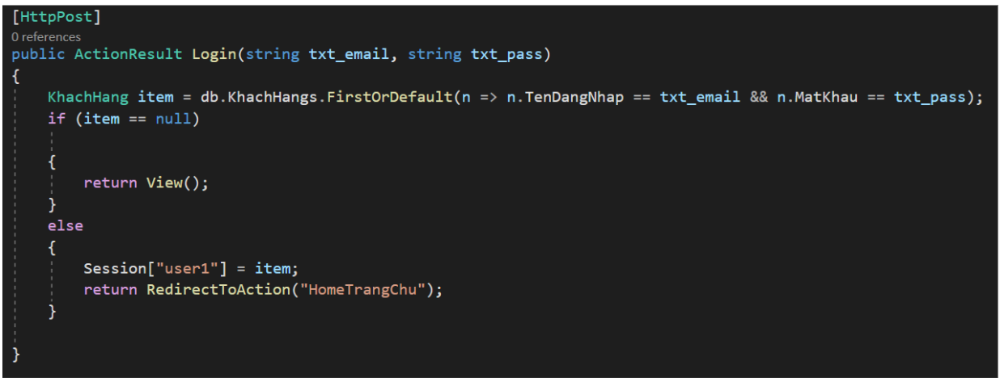 [HttpPost]
0 references
public ActionResult Login(string txt_email, string txt_pass)
{
KhachHang item = db.KhachHangs.FirstOrDefault(n => n.TenDangNhap == txt_email && n.MatKhau == txt_pass);
if (item == null)
{
return View();
}
else
{
Session["user1"] = item;
return RedirectToAction("HomeTrangChu");
}
}